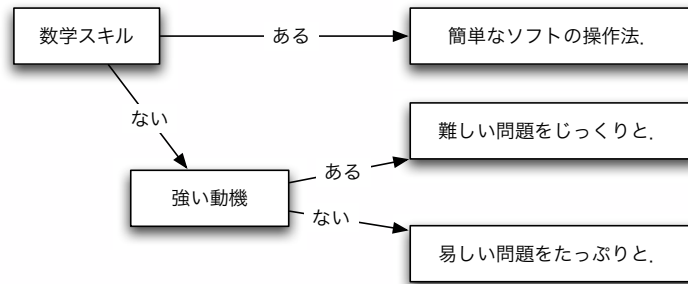 数学スキル
ある
簡単なソフトの操作法.
ない
難しい問題をじっくりと.
強い動機
ある
ない
易しい問題をたっぷりと.